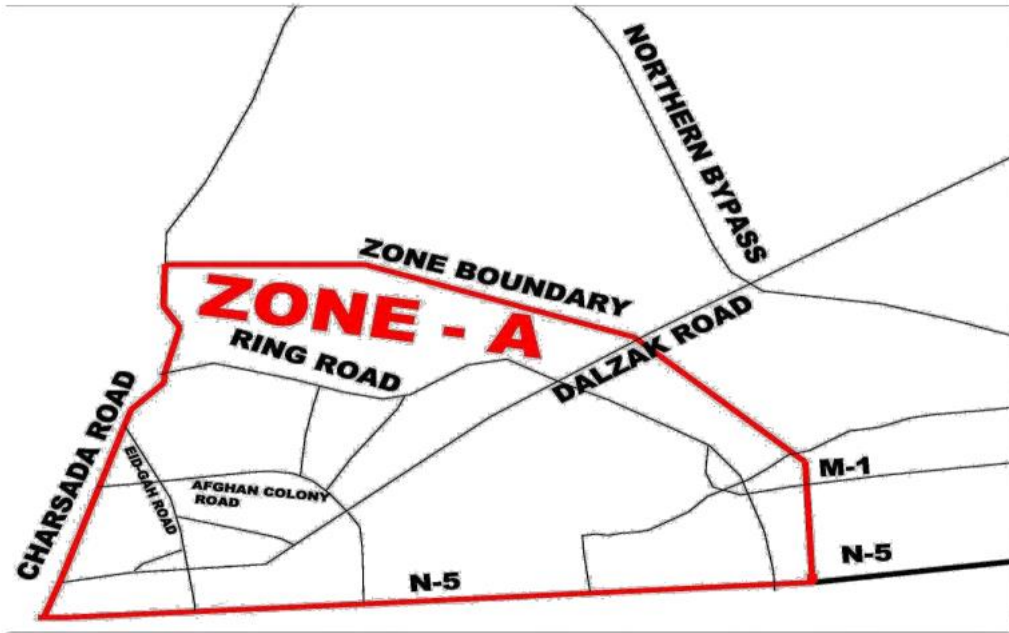 NORTHERN BYPASS
ZONE BOUNDARY
ZONE - A
RING ROAD
DALZAK ROAD
CHARSADA ROAD
EID-GAH ROAD
AFGHAN COLONY
ROAD
M-1
N-5
N-5